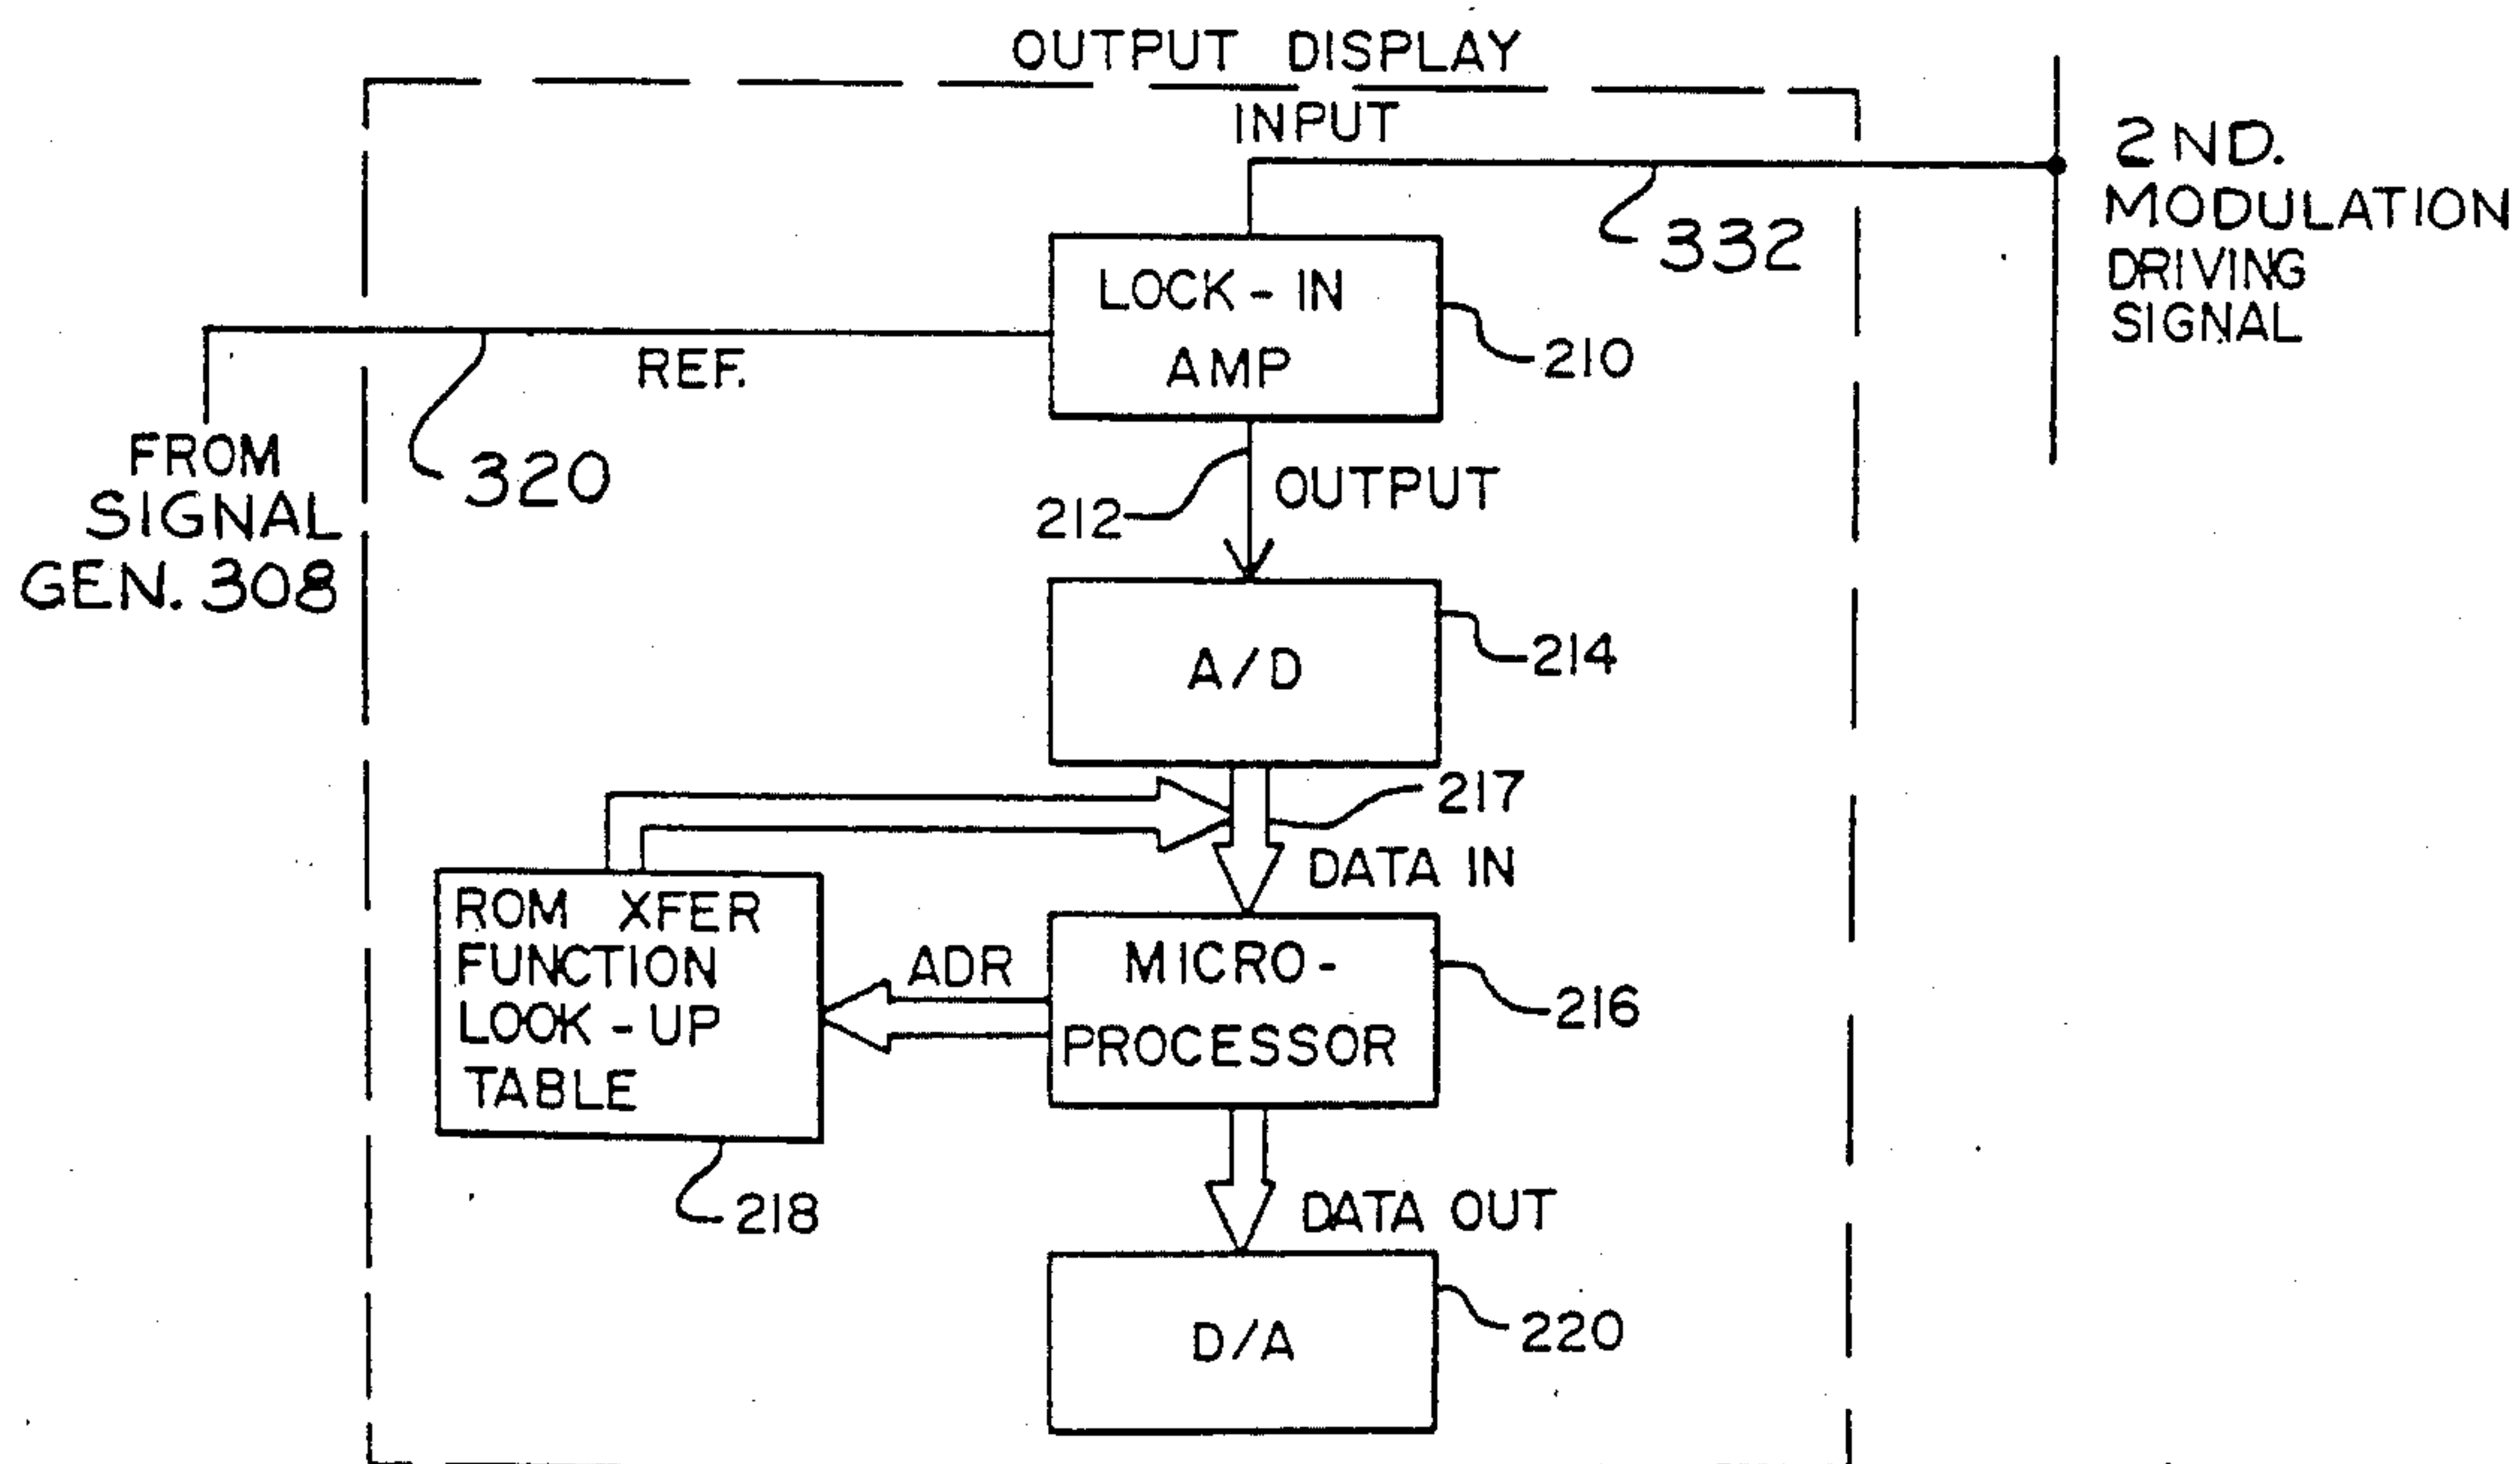 OUTPUT DISPLAY
INPUT
2ND.
MODULATION
DRIVING
SIGNAL
332
LOCK-IN
AMP
210
REF.
320
FROM
SIGNAL
GEN. 308
212
OUTPUT
A/D
214
217
DATA IN
ROM XFER
FUNCTION
LOOK-UP
TABLE
ADR
MICRO-
PROCESSOR
216
218
DATA OUT
D/A
220